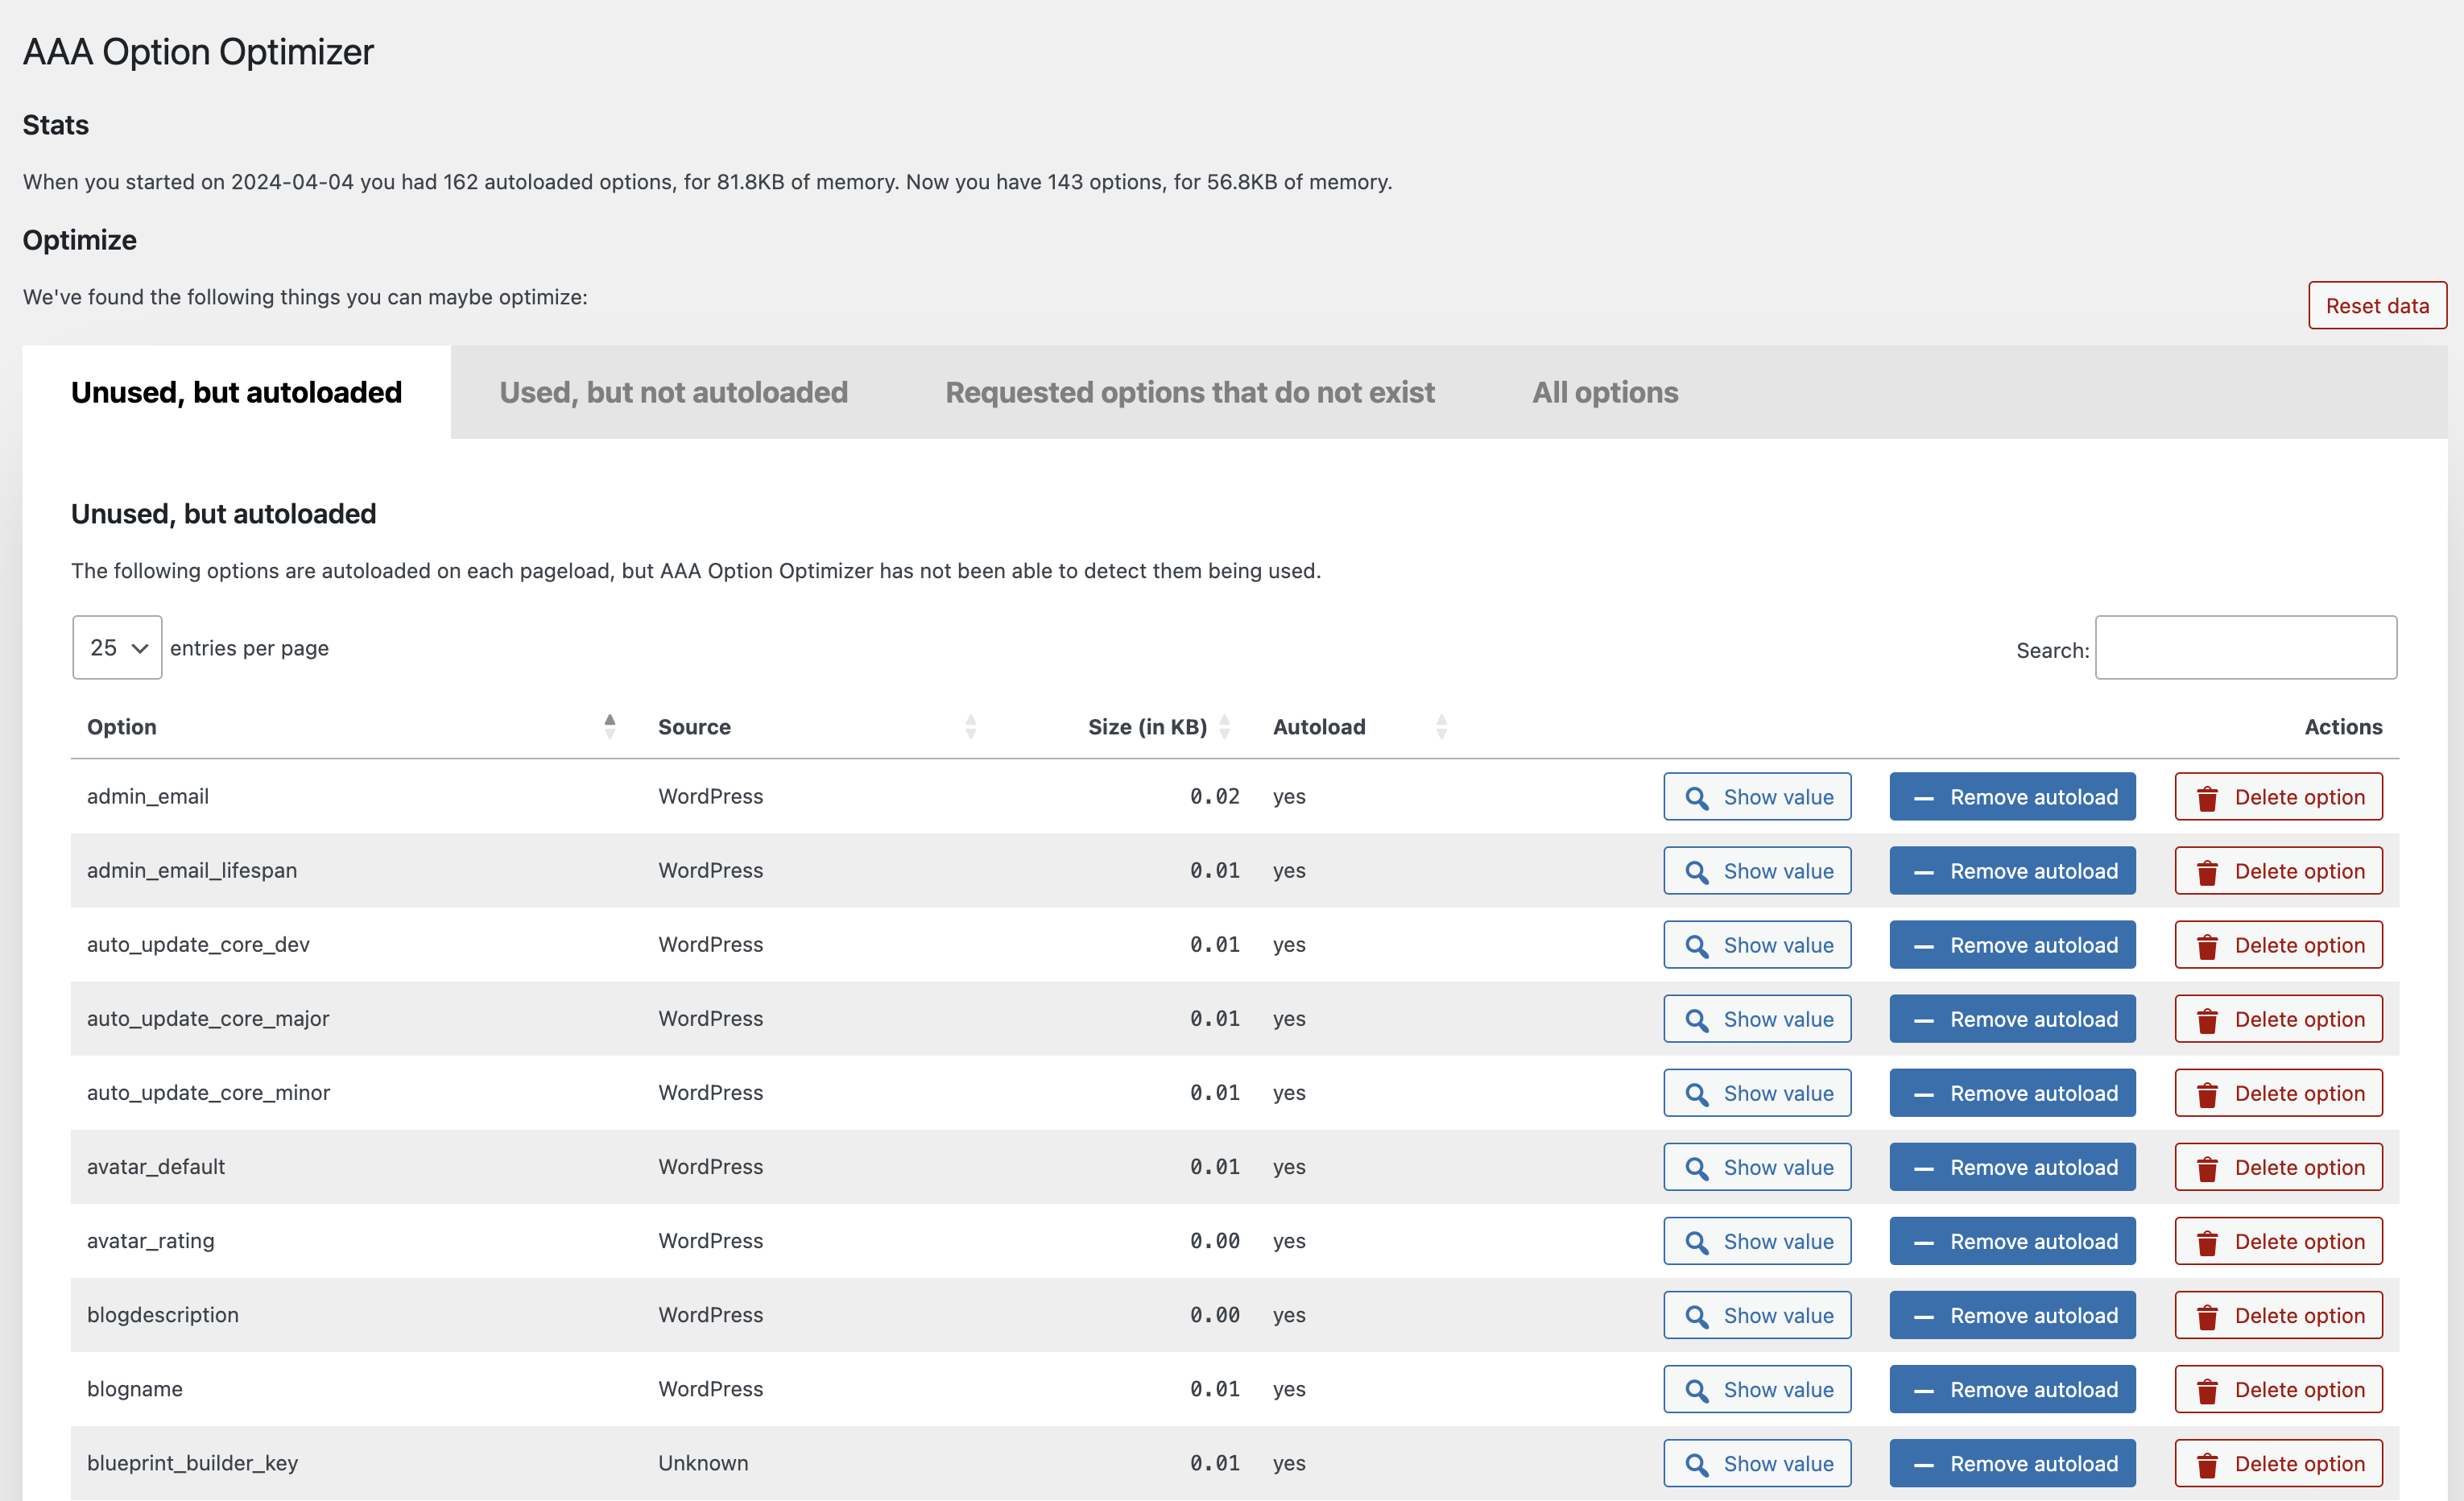 AAA Option Optimizer
Stats
When you started on 2024-04-04 you had 162 autoloaded options, for 81.8KB of memory. Now you have 143 options, for 56.8KB of memory.
Optimize
We've found the following things you can maybe optimize:
Reset data
Unused, but autoloaded Used, but not autoloaded Requested options that do not exist All options
Unused, but autoloaded
The following options are autoloaded on each pageload, but AAA Option Optimizer has not been able to detect them being used.
25 entries per page Search:
Option Source Size (in KB) Autoload Actions
admin_email WordPress 0.02 yes Show value Remove autoload Delete option
admin_email_lifespan WordPress 0.01 yes Show value Remove autoload Delete option
auto_update_core_dev WordPress 0.01 yes Show value Remove autoload Delete option
auto_update_core_major WordPress 0.01 yes Show value Remove autoload Delete option
auto_update_core_minor WordPress 0.01 yes Show value Remove autoload Delete option
avatar_default WordPress 0.01 yes Show value Remove autoload Delete option
avatar_rating WordPress 0.00 yes Show value Remove autoload Delete option
blogdescription WordPress 0.00 yes Show value Remove autoload Delete option
blogname WordPress 0.01 yes Show value Remove autoload Delete option
blueprint_builder_key Unknown 0.01 yes Show value Remove autoload Delete option